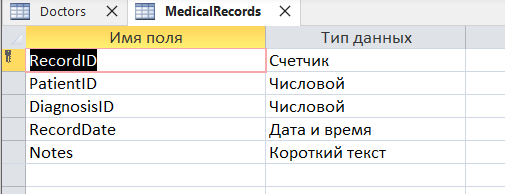 Doctors MedicalRecords
Имя поля Тип данных
RecordID Счетчик
PatientID Числовой
DiagnosisID Числовой
RecordDate Дата и время
Notes Короткий текст